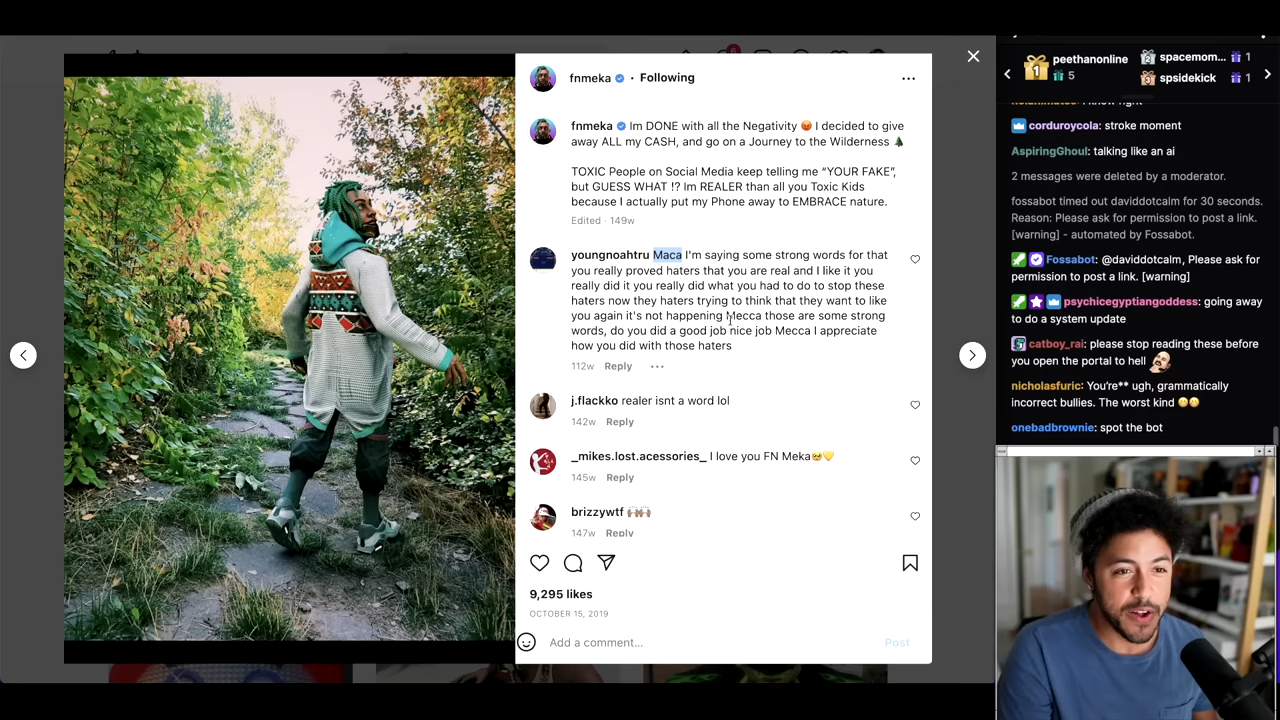 fnmeka • Following
fnmeka Im DONE with all the Negativity 😡 I decided to give
away ALL my CASH, and go on a Journey to the Wilderness 🌲
TOXIC People on Social Media keep telling me “YOUR FAKE”,
but GUESS WHAT !? Im REALER than all you Toxic Kids
because I actually put my Phone away to EMBRACE nature.
Edited · 149w
youngnoahtru Maca I'm saying some strong words for that
you really proved haters that you are real and I like it you
really did it you really did what you had to do to stop these
haters now they haters trying to think that they want to like
you again it's not happening Mecca those are some strong
words, do you did a good job nice job Mecca I appreciate
how you did with those haters
112w Reply ...
j.flackko realer isnt a word lol
142w Reply
_mikes.lost.acessories_ I love you FN Meka🥹💛
145w Reply
brizzywtf 🙌🏽🙌🏽
147w Reply
9,295 likes
OCTOBER 15, 2019
Add a comment...
Post
1 peethanonline
5
2 spacemom... 1
3 spsidekick 1
corduroycola: stroke moment
AspiringGhoul: talking like an ai
2 messages were deleted by a moderator.
fossabot timed out daviddotcalm for 30 seconds.
Reason: Please ask for permission to post a link.
[warning] - automated by Fossabot.
Fossabot: @daviddotcalm, Please ask for
permission to post a link. [warning]
psychicegyptiangoddess: going away
to do a system update
catboy_rai: please stop reading these before
you open the portal to hell
nicholasfuric: You're** ugh, grammatically
incorrect bullies. The worst kind 😬😬
onebadbrownie: spot the bot